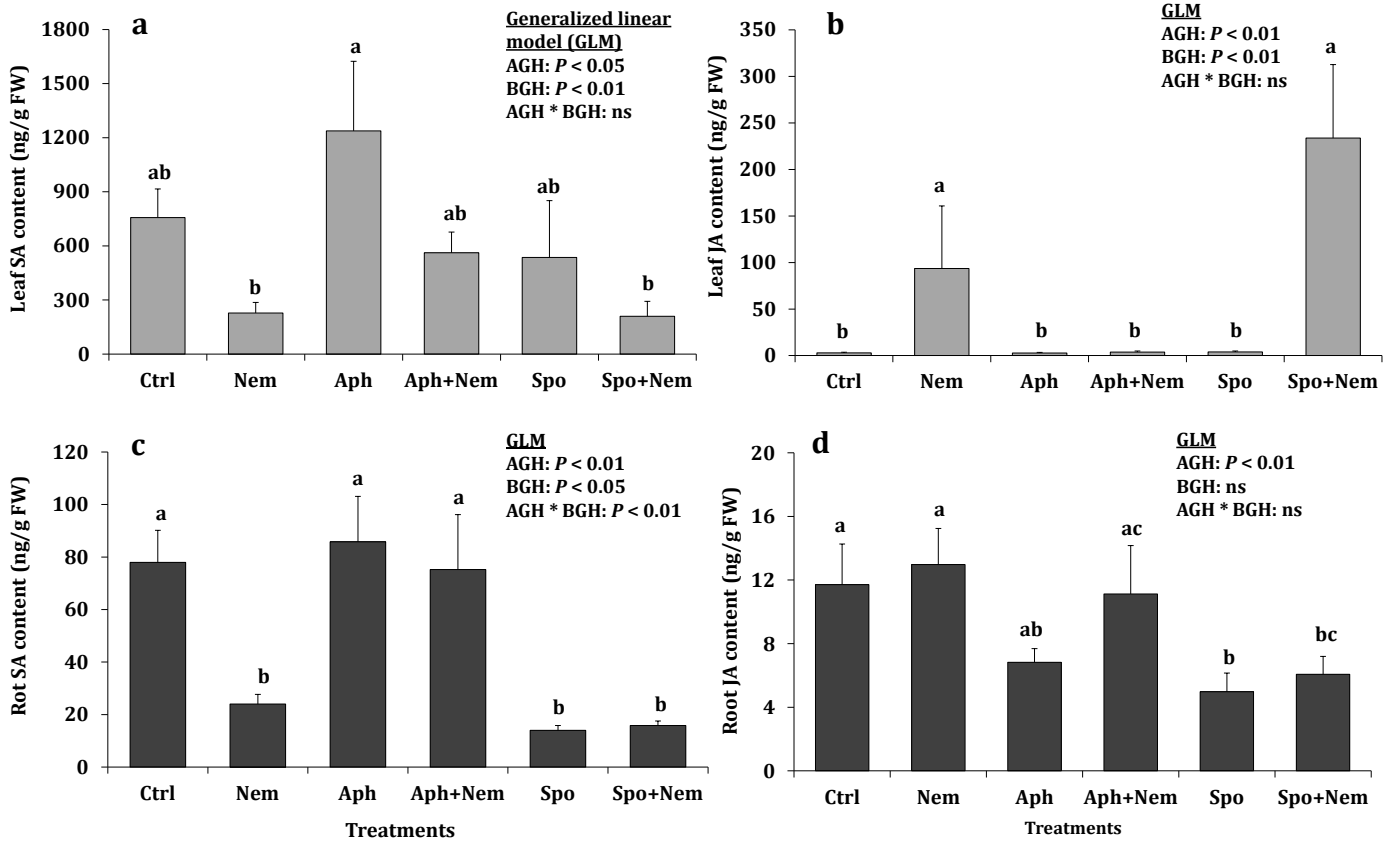 a
Generalized linear
model (GLM)
AGH: P < 0.05
BGH: P < 0.01
AGH * BGH: ns
Leaf SA content (ng/g FW)
1800
1500
1200
900
600
300
0
ab
b
a
ab
ab
b
Ctrl
Nem
Aph
Aph+Nem
Spo
Spo+Nem
b
GLM
AGH: P < 0.01
BGH: P < 0.01
AGH * BGH: ns
Leaf JA content (ng/g FW)
350
300
250
200
150
100
50
0
b
a
b
b
b
a
Ctrl
Nem
Aph
Aph+Nem
Spo
Spo+Nem
c
GLM
AGH: P < 0.01
BGH: P < 0.05
AGH * BGH: P < 0.01
Rot SA content (ng/g FW)
120
100
80
60
40
20
0
a
b
a
a
b
b
Ctrl
Nem
Aph
Aph+Nem
Spo
Spo+Nem
Treatments
d
GLM
AGH: P < 0.01
BGH: ns
AGH * BGH: ns
Root JA content (ng/g FW)
20
16
12
8
4
0
a
a
ab
ac
b
bc
Ctrl
Nem
Aph
Aph+Nem
Spo
Spo+Nem
Treatments